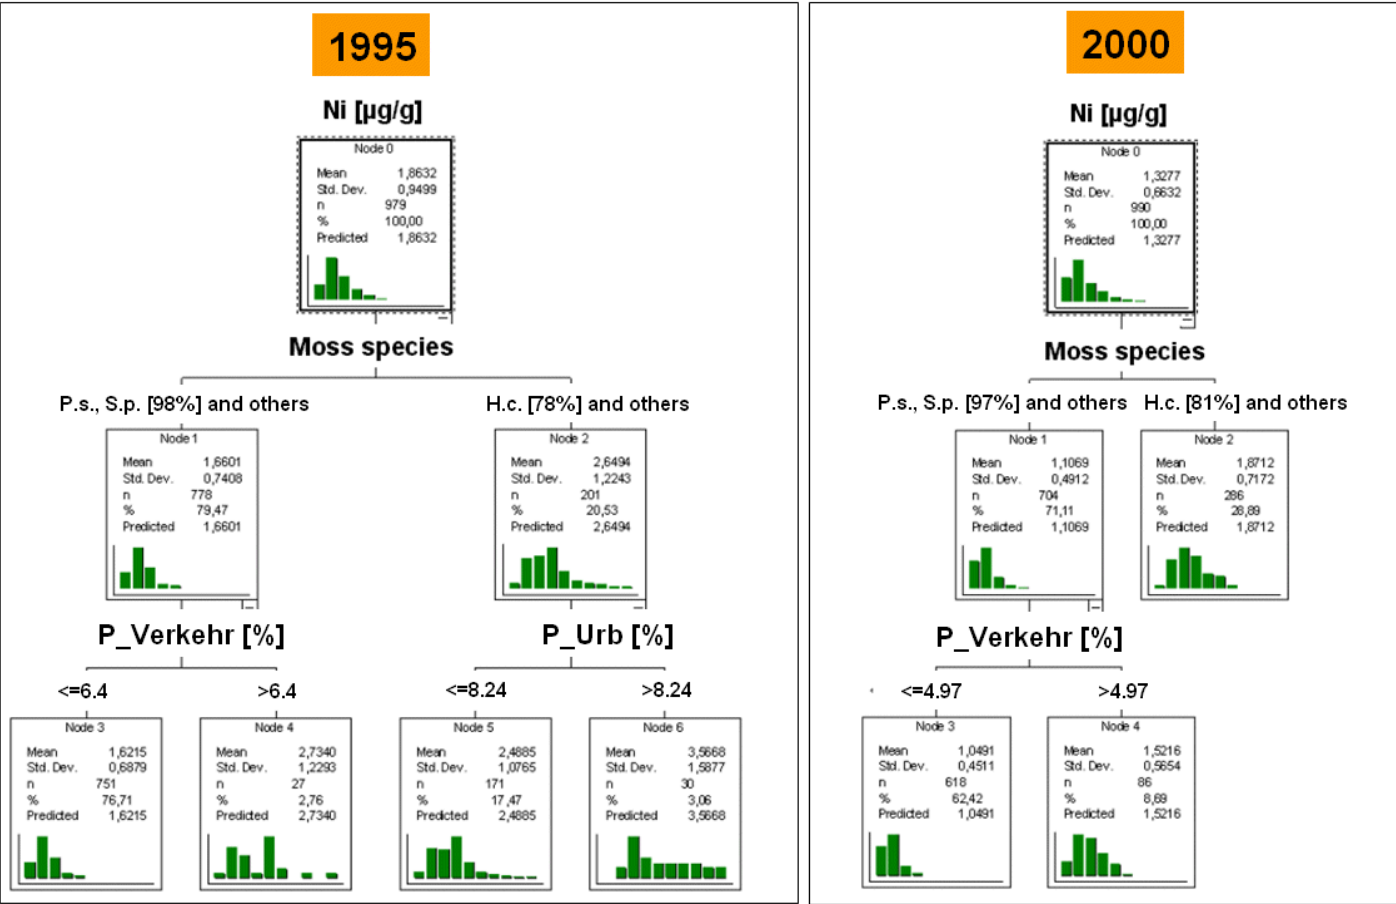 1995
Ni [µg/g]
Node 0
Mean 1,8632
Std. Dev. 0,9499
n 979
% 100,00
Predicted 1,8632
Moss species
P.s., S.p. [98%] and others
H.c. [78%] and others
Node 1
Mean 1,6601
Std. Dev. 0,7408
n 778
% 79,47
Predicted 1,6601
Node 2
Mean 2,6494
Std. Dev. 1,2243
n 201
% 20,53
Predicted 2,6494
P_Verkehr [%]
P_Urb [%]
<=6.4
>6.4
<=8.24
>8.24
Node 3
Mean 1,6215
Std. Dev. 0,6879
n 751
% 76,71
Predicted 1,6215
Node 4
Mean 2,7340
Std. Dev. 1,2293
n 27
% 2,76
Predicted 2,7340
Node 5
Mean 2,4885
Std. Dev. 1,0765
n 171
% 17,47
Predicted 2,4885
Node 6
Mean 3,5668
Std. Dev. 1,5877
n 30
% 3,06
Predicted 3,5668
2000
Ni [µg/g]
Node 0
Mean 1,3277
Std. Dev. 0,6632
n 990
% 100,00
Predicted 1,3277
Moss species
P.s., S.p. [97%] and others
H.c. [81%] and others
Node 1
Mean 1,1069
Std. Dev. 0,4912
n 704
% 71,11
Predicted 1,1069
Node 2
Mean 1,8712
Std. Dev. 0,7172
n 286
% 28,89
Predicted 1,8712
P_Verkehr [%]
<=4.97
>4.97
Node 3
Mean 1,0491
Std. Dev. 0,4511
n 618
% 62,42
Predicted 1,0491
Node 4
Mean 1,5216
Std. Dev. 0,5654
n 86
% 8,69
Predicted 1,5216